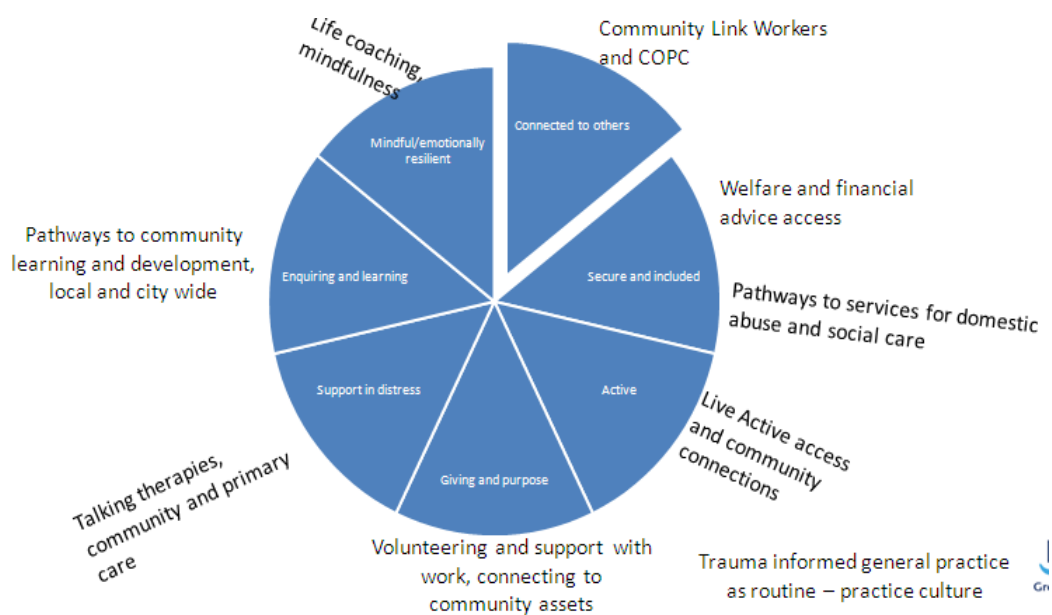 Life coaching,
mindfulness
Community Link Workers
and COPC
Connected to others
Mindful/emotionally
resilient
Welfare and financial
advice access
Pathways to community
learning and development,
local and city wide
Enquiring and learning
Secure and included
Pathways to services for domestic
abuse and social care
Support in distress
Active
Live Active access
and community
connections
Giving and purpose
Talking therapies,
community and primary
care
Volunteering and support with
work, connecting to
community assets
Trauma informed general practice
as routine – practice culture